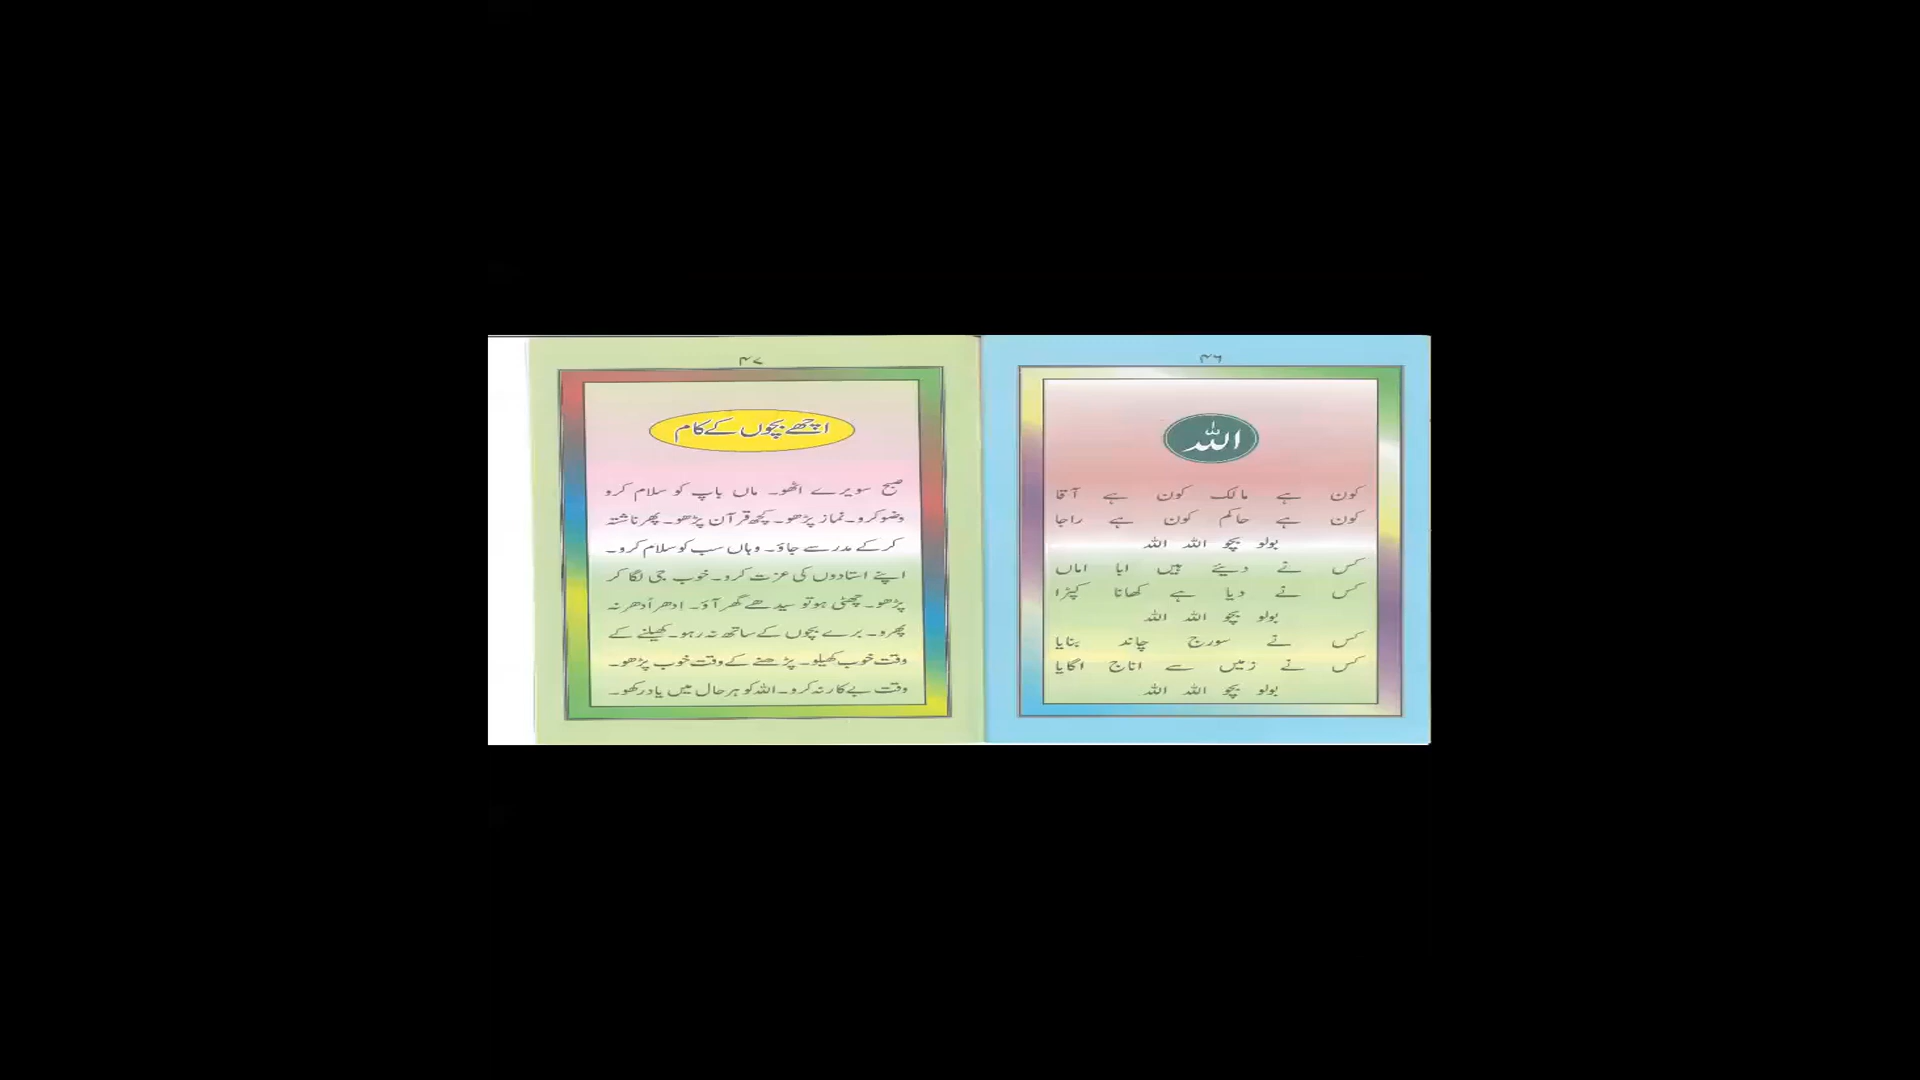 ۴۶
اللہ
کون ہے مالک کون ہے آقا
کون ہے حاکم کون ہے راجا
بولو بچو اللہ اللہ
کس نے دیئے ہیں ابا اماں
کس نے دیا ہے کھانا کپڑا
بولو بچو اللہ اللہ
کس نے سورج چاند بنایا
کس نے زمیں سے اناج اگایا
بولو بچو اللہ اللہ
۴۷
اچھے بچوں کے کام
صبح سویرے اٹھو۔ ماں باپ کو سلام کرو
وضو کرو۔ نماز پڑھو۔ کچھ قرآن پڑھو۔ پھر ناشتہ
کر کے مدرسے جاؤ۔ وہاں سب کو سلام کرو۔
اپنے استادوں کی عزت کرو۔ خوب جی لگا کر
پڑھو۔ چھٹی ہو تو سیدھے گھر آؤ۔ ادھر اُدھر نہ
پھرو۔ برے بچوں کے ساتھ نہ رہو۔ کھیلنے کے
وقت خوب کھیلو۔ پڑھنے کے وقت خوب پڑھو۔
وقت بے کار نہ کرو۔ اللہ کو ہر حال میں یاد رکھو۔